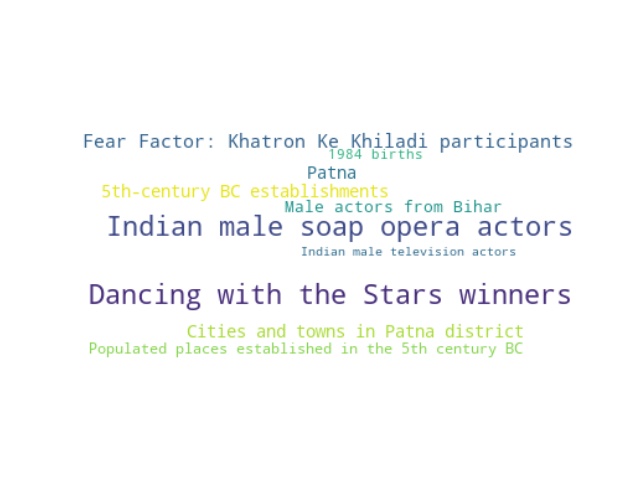 Fear Factor: Khatron Ke Khiladi participants
1984 births
Patna
5th-century BC establishments
Male actors from Bihar
Indian male soap opera actors
Indian male television actors
Dancing with the Stars winners
Cities and towns in Patna district
Populated places established in the 5th century BC